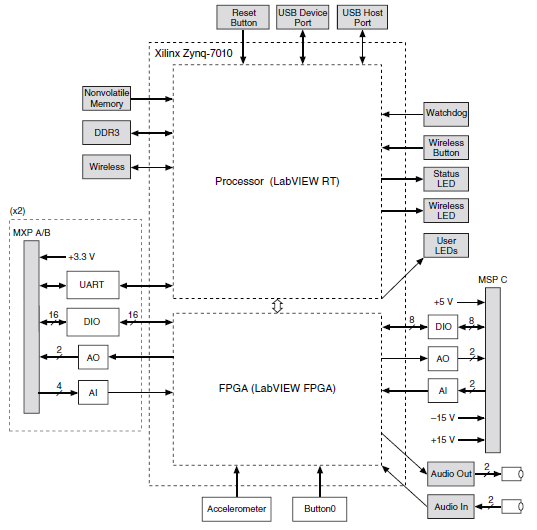 Reset
Button
USB Device
Port
USB Host
Port
Xilinx Zynq-7010
Nonvolatile
Memory
DDR3
Wireless
Processor (LabVIEW RT)
Watchdog
Wireless
Button
Status
LED
Wireless
LED
User
LEDs
(x2)
MXP A/B
+3.3 V
UART
16
DIO
16
2
AO
4
AI
FPGA (LabVIEW FPGA)
MSP C
+5 V
8
DIO
8
AO
2
AI
2
–15 V
+15 V
Audio Out
2
Audio In
2
Accelerometer
Button0